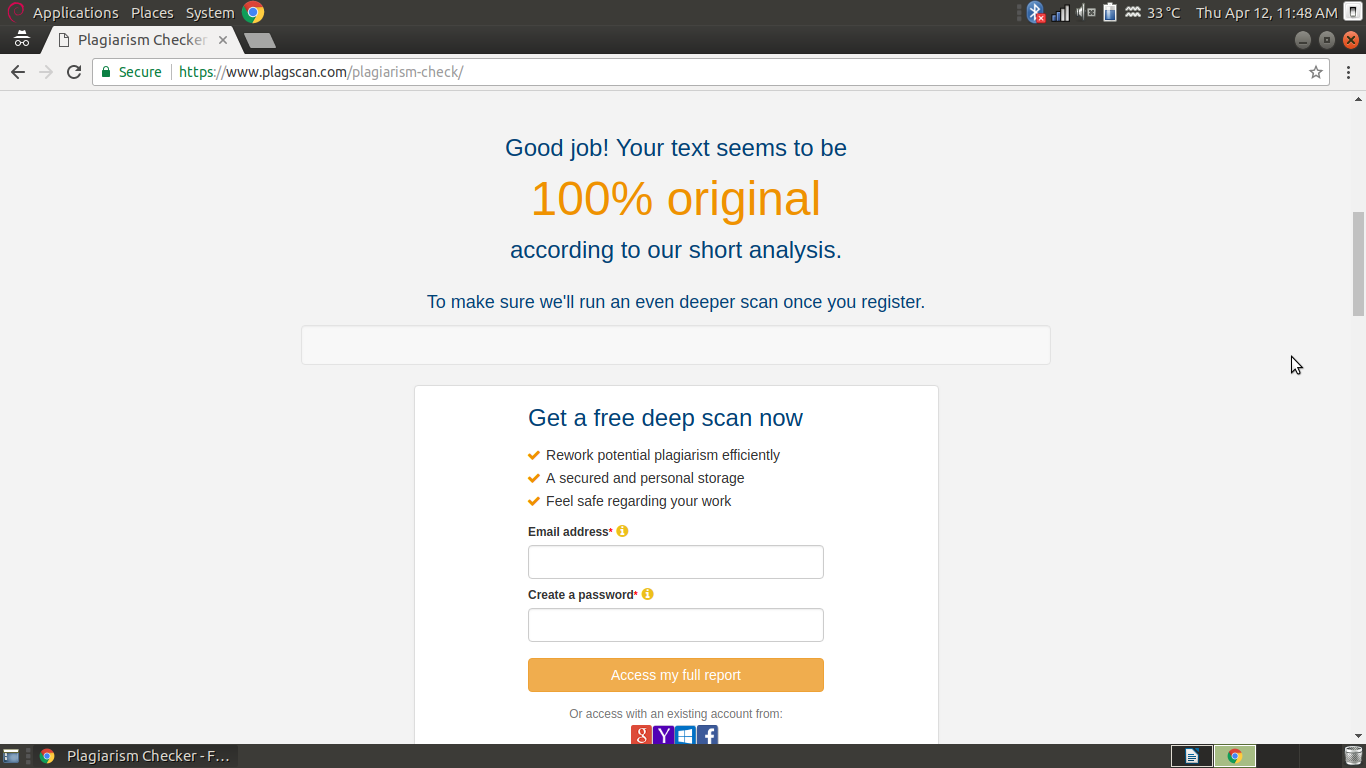 Applications Places System 33 °C Thu Apr 12, 11:48 AM
Plagiarism Checker
Secure https://www.plagscan.com/plagiarism-check/
Good job! Your text seems to be
100% original
according to our short analysis.
To make sure we'll run an even deeper scan once you register.
Get a free deep scan now
Rework potential plagiarism efficiently
A secured and personal storage
Feel safe regarding your work
Email address*
Create a password*
Access my full report
Or access with an existing account from:
Plagiarism Checker - F...